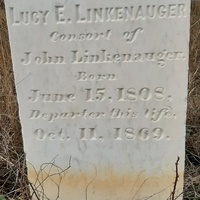 Lucy E. Linkenauger
Consort of
John Linkenauger.
Born
June 15, 1808.
Departed this life,
Oct. 11. 1869.